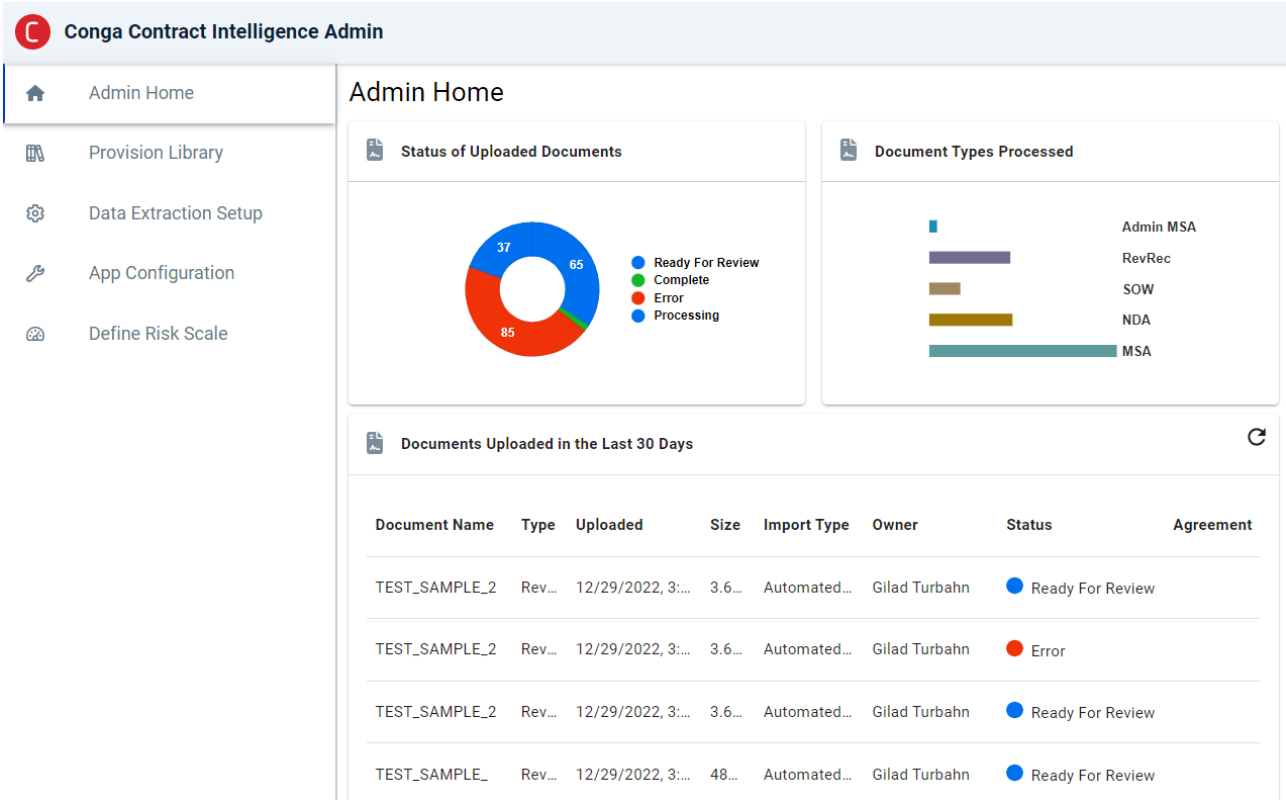 C Conga Contract Intelligence Admin
Admin Home
Provision Library
Data Extraction Setup
App Configuration
Define Risk Scale
Admin Home
Status of Uploaded Documents
37
65
85
Ready For Review
Complete
Error
Processing
Document Types Processed
Admin MSA
RevRec
SOW
NDA
MSA
Documents Uploaded in the Last 30 Days
Document Name Type Uploaded Size Import Type Owner Status Agreement
TEST_SAMPLE_2 Rev... 12/29/2022, 3:... 3.6... Automated... Gilad Turbahn Ready For Review
TEST_SAMPLE_2 Rev... 12/29/2022, 3:... 3.6... Automated... Gilad Turbahn Error
TEST_SAMPLE_2 Rev... 12/29/2022, 3:... 3.6... Automated... Gilad Turbahn Ready For Review
TEST_SAMPLE_ Rev... 12/29/2022, 3:... 48... Automated... Gilad Turbahn Ready For Review